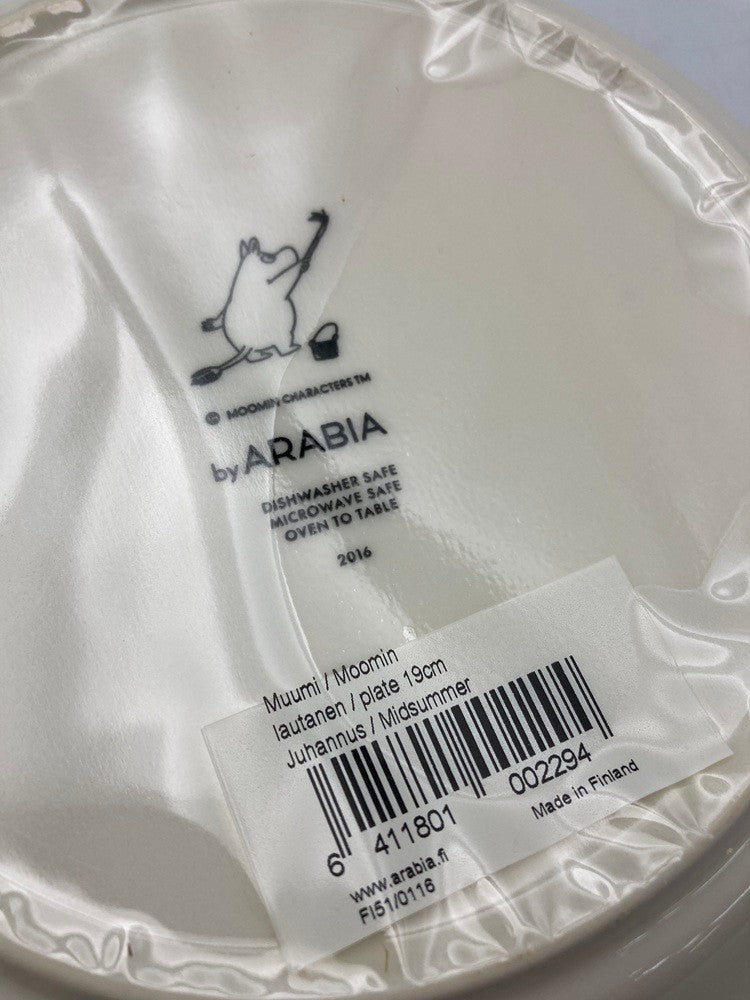 © MOOMIN CHARACTERS TM
by ARABIA
DISHWASHER SAFE
MICROWAVE SAFE
OVEN TO TABLE
2016
Muumi / Moomin
lautanen / plate 19cm
Juhannus / Midsummer
6 411801 002294
www.arabia.fi
Made in Finland
FI51/0116